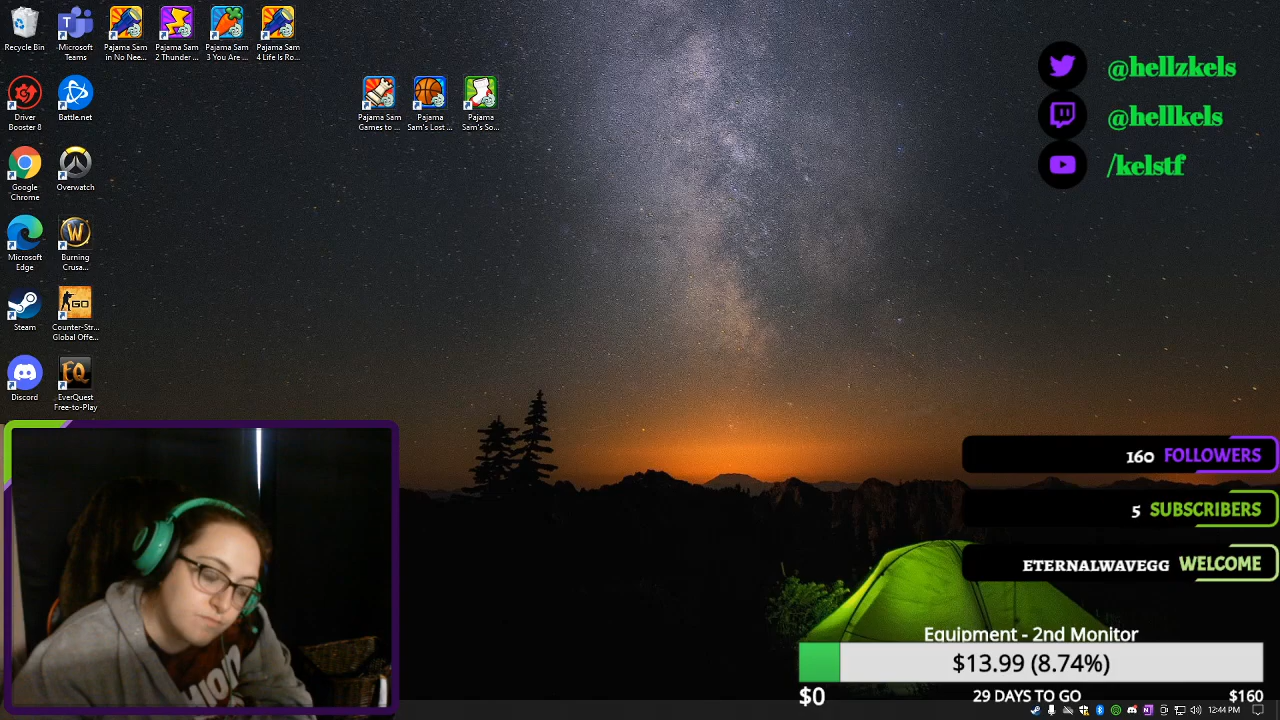 Recycle Bin
Microsoft Teams
Pajama Sam in No Nee...
Pajama Sam 2 Thunder ...
Pajama Sam 3 You Are ...
Pajama Sam 4 Life Is Ro...
Driver Booster 8
Battle.net
Pajama Sam Games to ...
Pajama Sam's Lost ...
Pajama Sam's So...
Google Chrome
Overwatch
Microsoft Edge
Burning Crusa...
Steam
GO
Counter-Str... Global Offe...
Discord
EQ
EverQuest Free-to-Play
@hellzkels
@hellkels
/kelstf
160 FOLLOWERS
5 SUBSCRIBERS
ETERNALWAVEGG WELCOME
Equipment - 2nd Monitor
$13.99 (8.74%)
$0 29 DAYS TO GO $160
12:44 PM